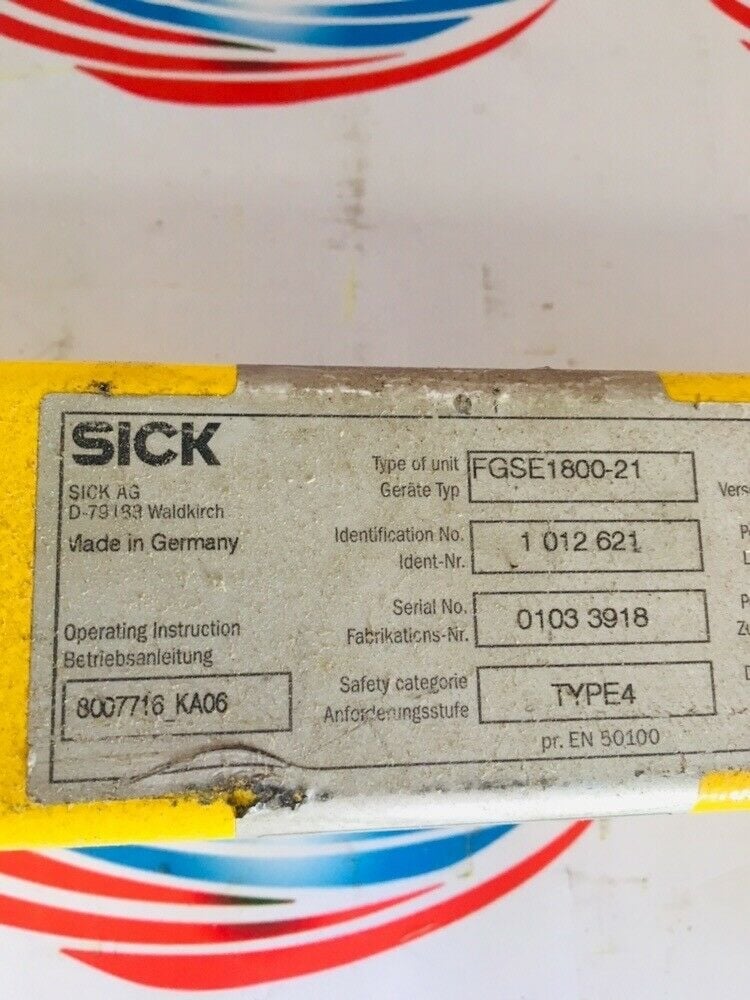 SICK
SICK AG
D-79183 Waldkirch
Made in Germany
Operating Instruction
Betriebsanleitung
8007716_KA06
Type of unit
Geräte Typ
FGSE1800-21
Identification No.
Ident-Nr.
1 012 621
Serial No.
Fabrikations-Nr.
0103 3918
Safety categorie
Anforderungsstufe
TYPE4
pr. EN 50100